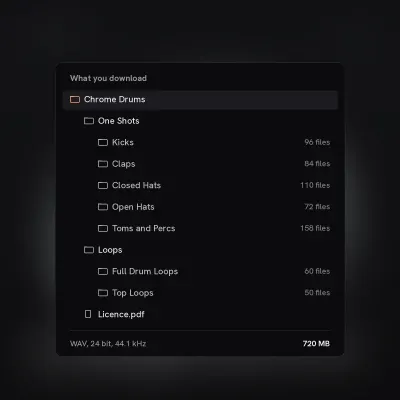 What you download
Chrome Drums
One Shots
Kicks 96 files
Claps 84 files
Closed Hats 110 files
Open Hats 72 files
Toms and Percs 158 files
Loops
Full Drum Loops 60 files
Top Loops 50 files
Licence.pdf
WAV, 24 bit, 44.1 kHz 720 MB